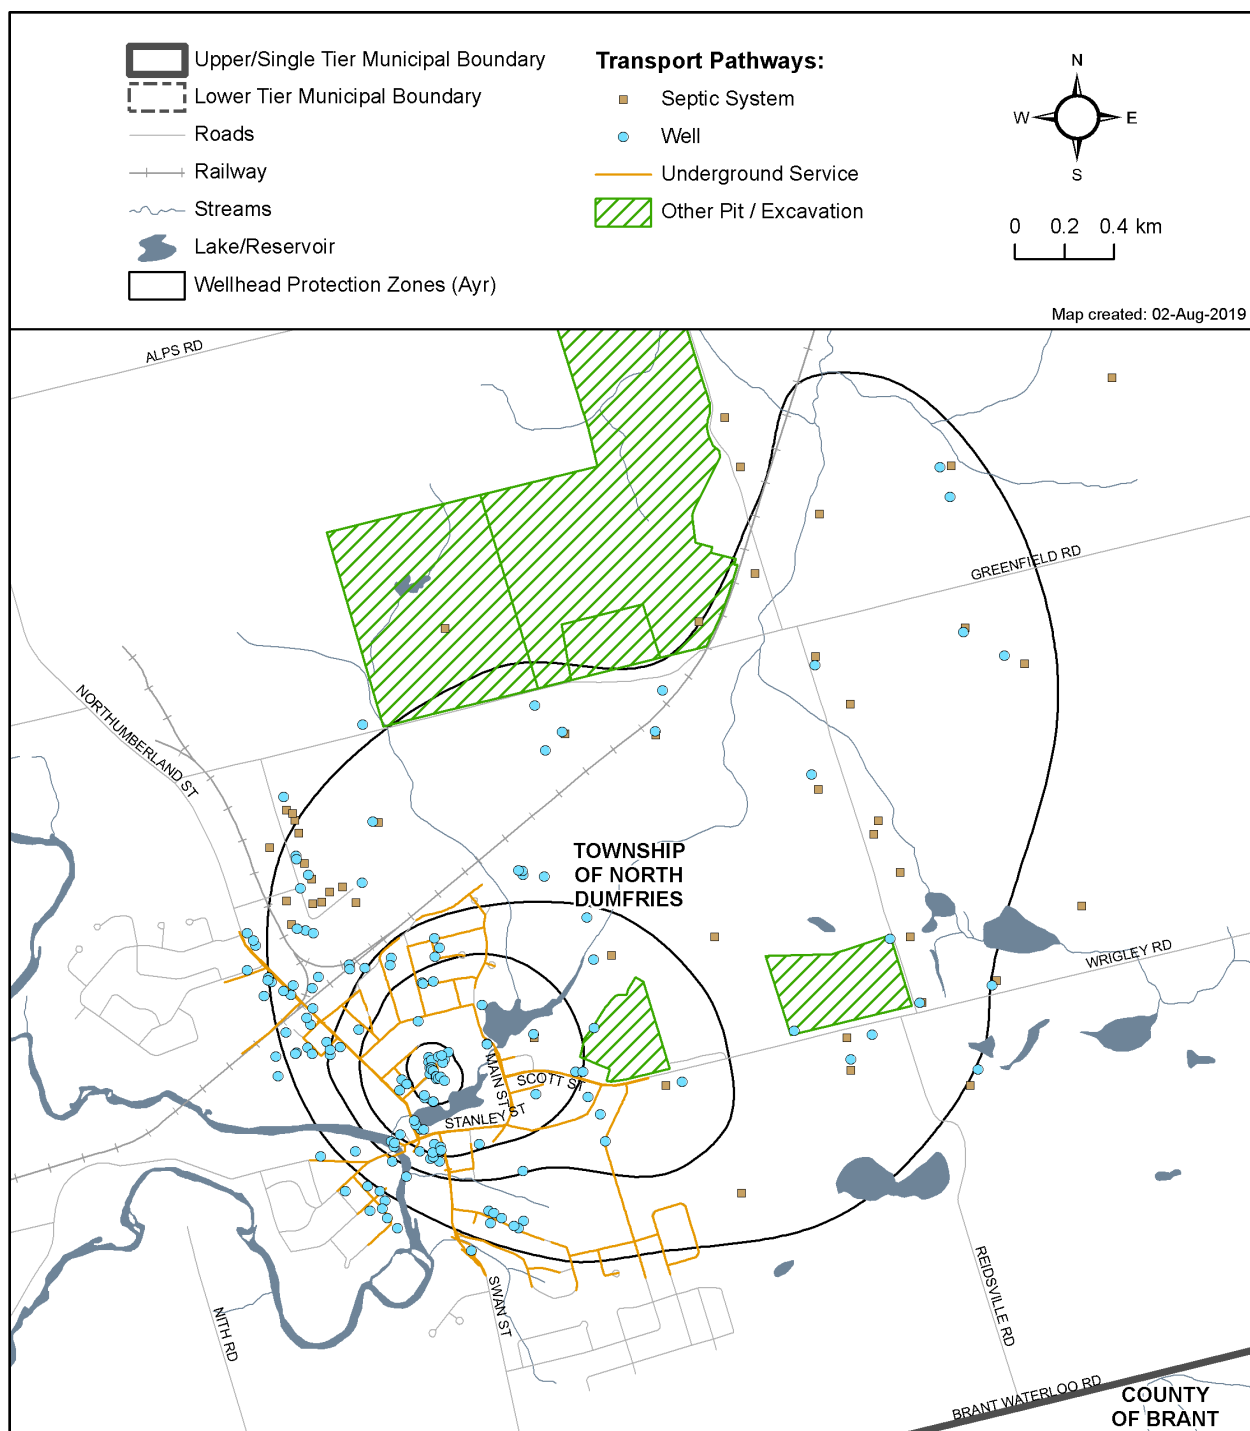 Upper/Single Tier Municipal Boundary
Lower Tier Municipal Boundary
Roads
Railway
Streams
Lake/Reservoir
Wellhead Protection Zones (Ayr)
Transport Pathways:
Septic System
Well
Underground Service
Other Pit / Excavation
N
W
E
S
0 0.2 0.4 km
Map created: 02-Aug-2019
ALPS RD
GREENFIELD RD
NORTHUMBERLAND ST
TOWNSHIP
OF NORTH
DUMFRIES
WRIGLEY RD
MAIN ST
SCOTT ST
STANLEY ST
SWAN ST
NITH RD
REIDSVILLE RD
BRANT WATERLOO RD
COUNTY
OF BRANT